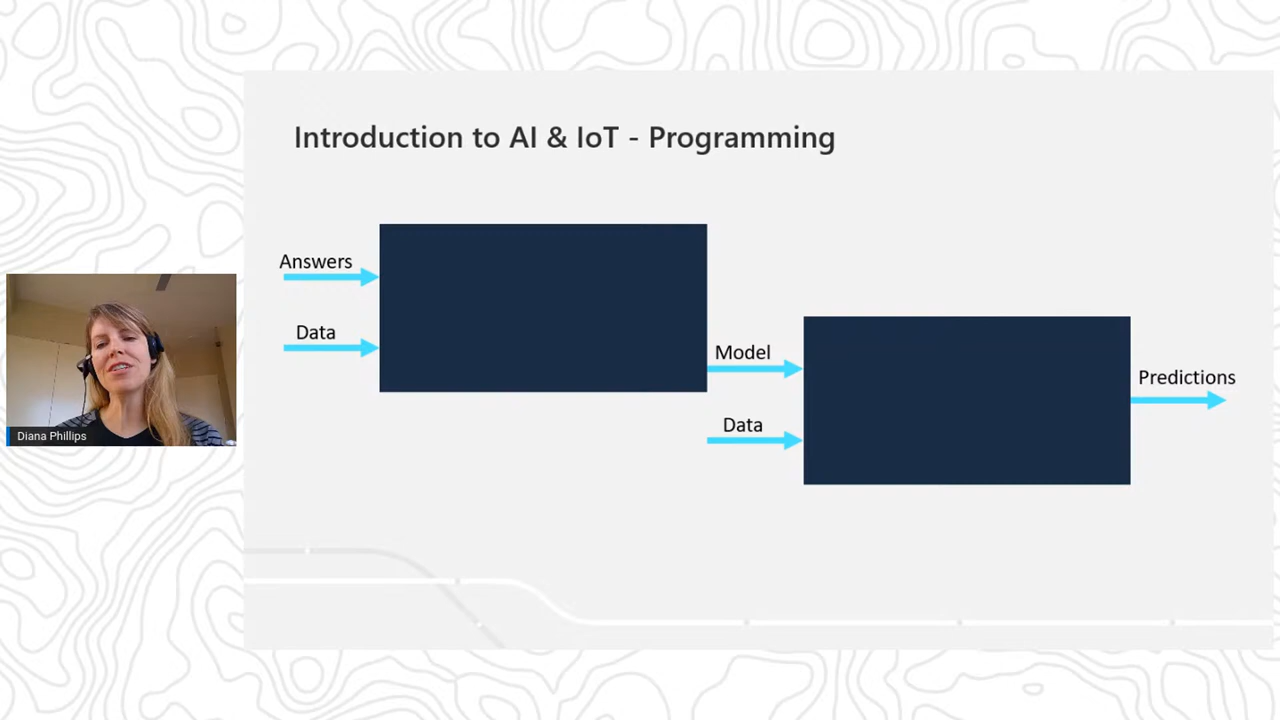 Introduction to AI & IoT - Programming
Answers
Data
Model
Data
Predictions
Diana Phillips